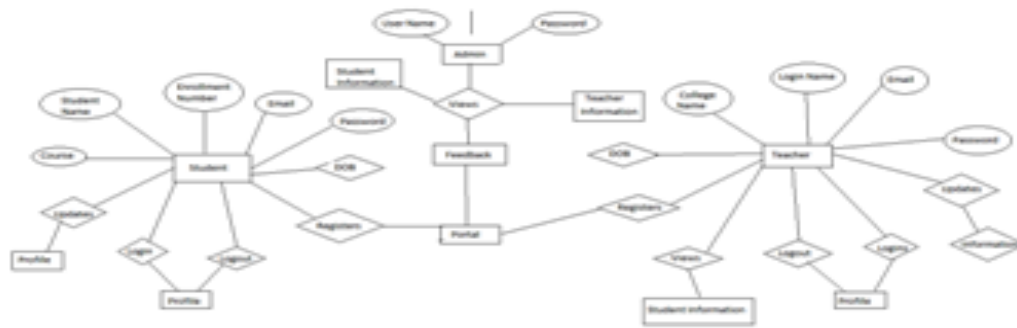 User Name
Password
Admin
Student
Information
Views
Teacher
Information
Feedback
Portal
Student
Name
Enrollment
Number
Email
Password
Course
Student
DOB
Updates
Registers
Profile
Login
Logout
Profile
College
Name
Login Name
Email
Password
DOB
Teacher
Registers
Updates
Information
Views
Logout
Logins
Student Information
Profile